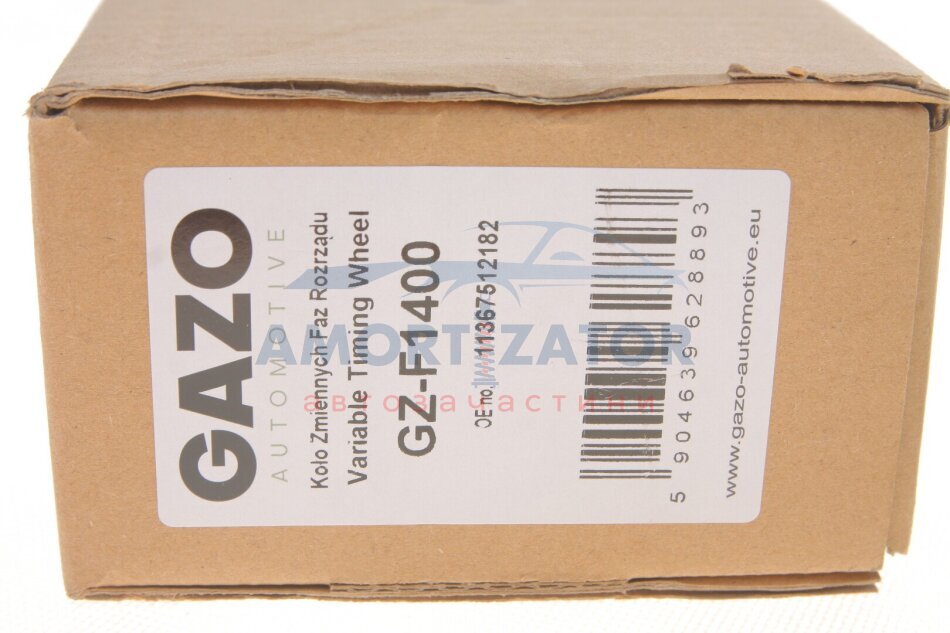 GAZO
AUTOMOTIVE
Koło Zmiennych Faz Rozrządu
Variable Timing Wheel
GZ-F1400
OE no. 11367512182
5 904639 628893
www.gazo-automotive.eu
AMORTIZATOR
автозачастини